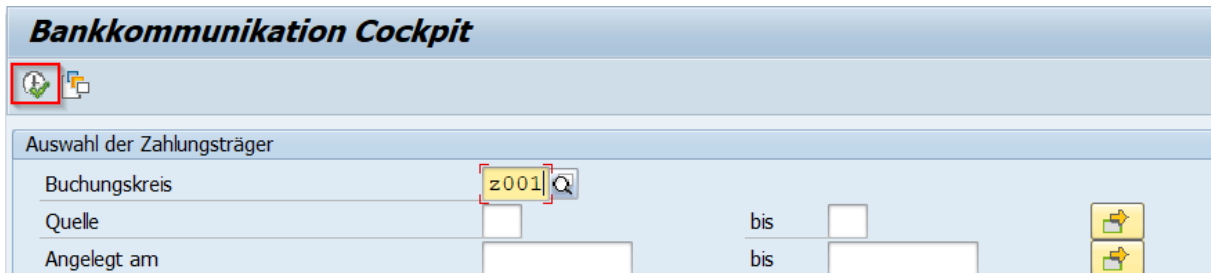 Bankkommunikation Cockpit
Auswahl der Zahlungsträger
Buchungskreis z001
Quelle bis
Angelegt am bis